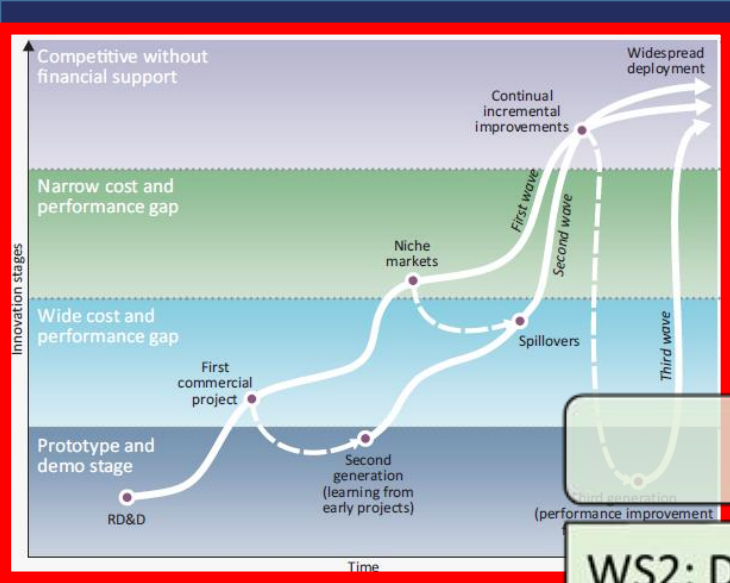 Competitive without
financial support
Widespread
deployment
Continual
incremental
improvements
Narrow cost and
performance gap
First wave
Second wave
Niche
markets
Innovation stages
Wide cost and
performance gap
Spillovers
Third wave
First
commercial
project
Prototype and
demo stage
Second
generation
(learning from
early projects)
RD&D
Third generation
(performance improvement
Time
WS2: D